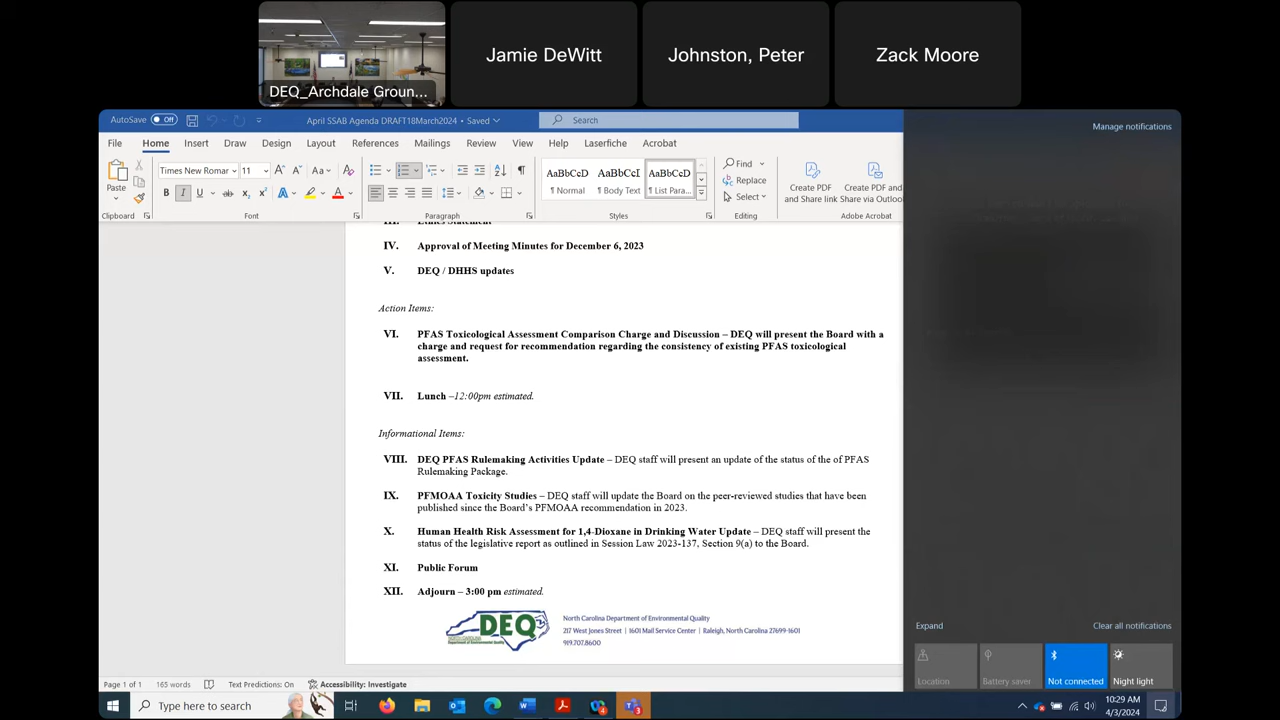 Jamie DeWitt
Johnston, Peter
Zack Moore
DEQ_Archdale Groun...
AutoSave Off
April SSAB Agenda DRAFT18March2024 • Saved
Search
Manage notifications
File Home Insert Draw Design Layout References Mailings Review View Help Laserfiche Acrobat
Times New Romar 11
Paste
Clipboard
Font
Paragraph
AaBbCcD AaBbCcI AaBbCcD
¶ Normal ¶ Body Text ¶ List Para...
Styles
Find
Replace
Select
Editing
Create PDF and Share link
Create PDF and Share via Outloo
Adobe Acrobat
III. Ethics Statement
IV. Approval of Meeting Minutes for December 6, 2023
V. DEQ / DHHS updates
Action Items:
VI. PFAS Toxicological Assessment Comparison Charge and Discussion – DEQ will present the Board with a
charge and request for recommendation regarding the consistency of existing PFAS toxicological
assessment.
VII. Lunch –12:00pm estimated.
Informational Items:
VIII. DEQ PFAS Rulemaking Activities Update – DEQ staff will present an update of the status of the of PFAS
Rulemaking Package.
IX. PFMOAA Toxicity Studies – DEQ staff will update the Board on the peer-reviewed studies that have been
published since the Board's PFMOAA recommendation in 2023.
X. Human Health Risk Assessment for 1,4-Dioxane in Drinking Water Update – DEQ staff will present the
status of the legislative report as outlined in Session Law 2023-137, Section 9(a) to the Board.
XI. Public Forum
XII. Adjourn – 3:00 pm estimated.
DEQ
North Carolina Department of Environmental Quality
217 West Jones Street | 1601 Mail Service Center | Raleigh, North Carolina 27699-1601
919.707.8600
Expand
Clear all notifications
Location
Battery saver
Not connected
Night light
Page 1 of 1
165 words
Text Predictions: On
Accessibility: Investigate
Type here to search
10:29 AM
4/3/2024